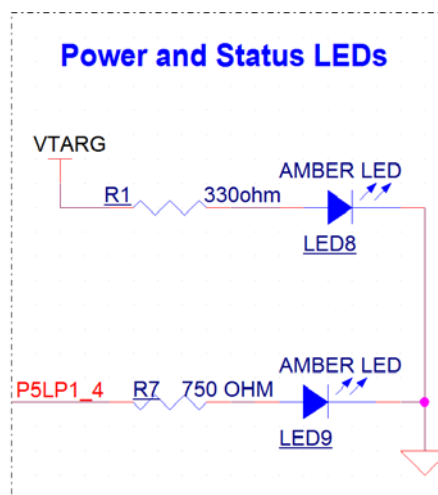 Power and Status LEDs
VTARG
AMBER LED
R1 330ohm
LED8
AMBER LED
P5LP1_4 R7 750 OHM
LED9